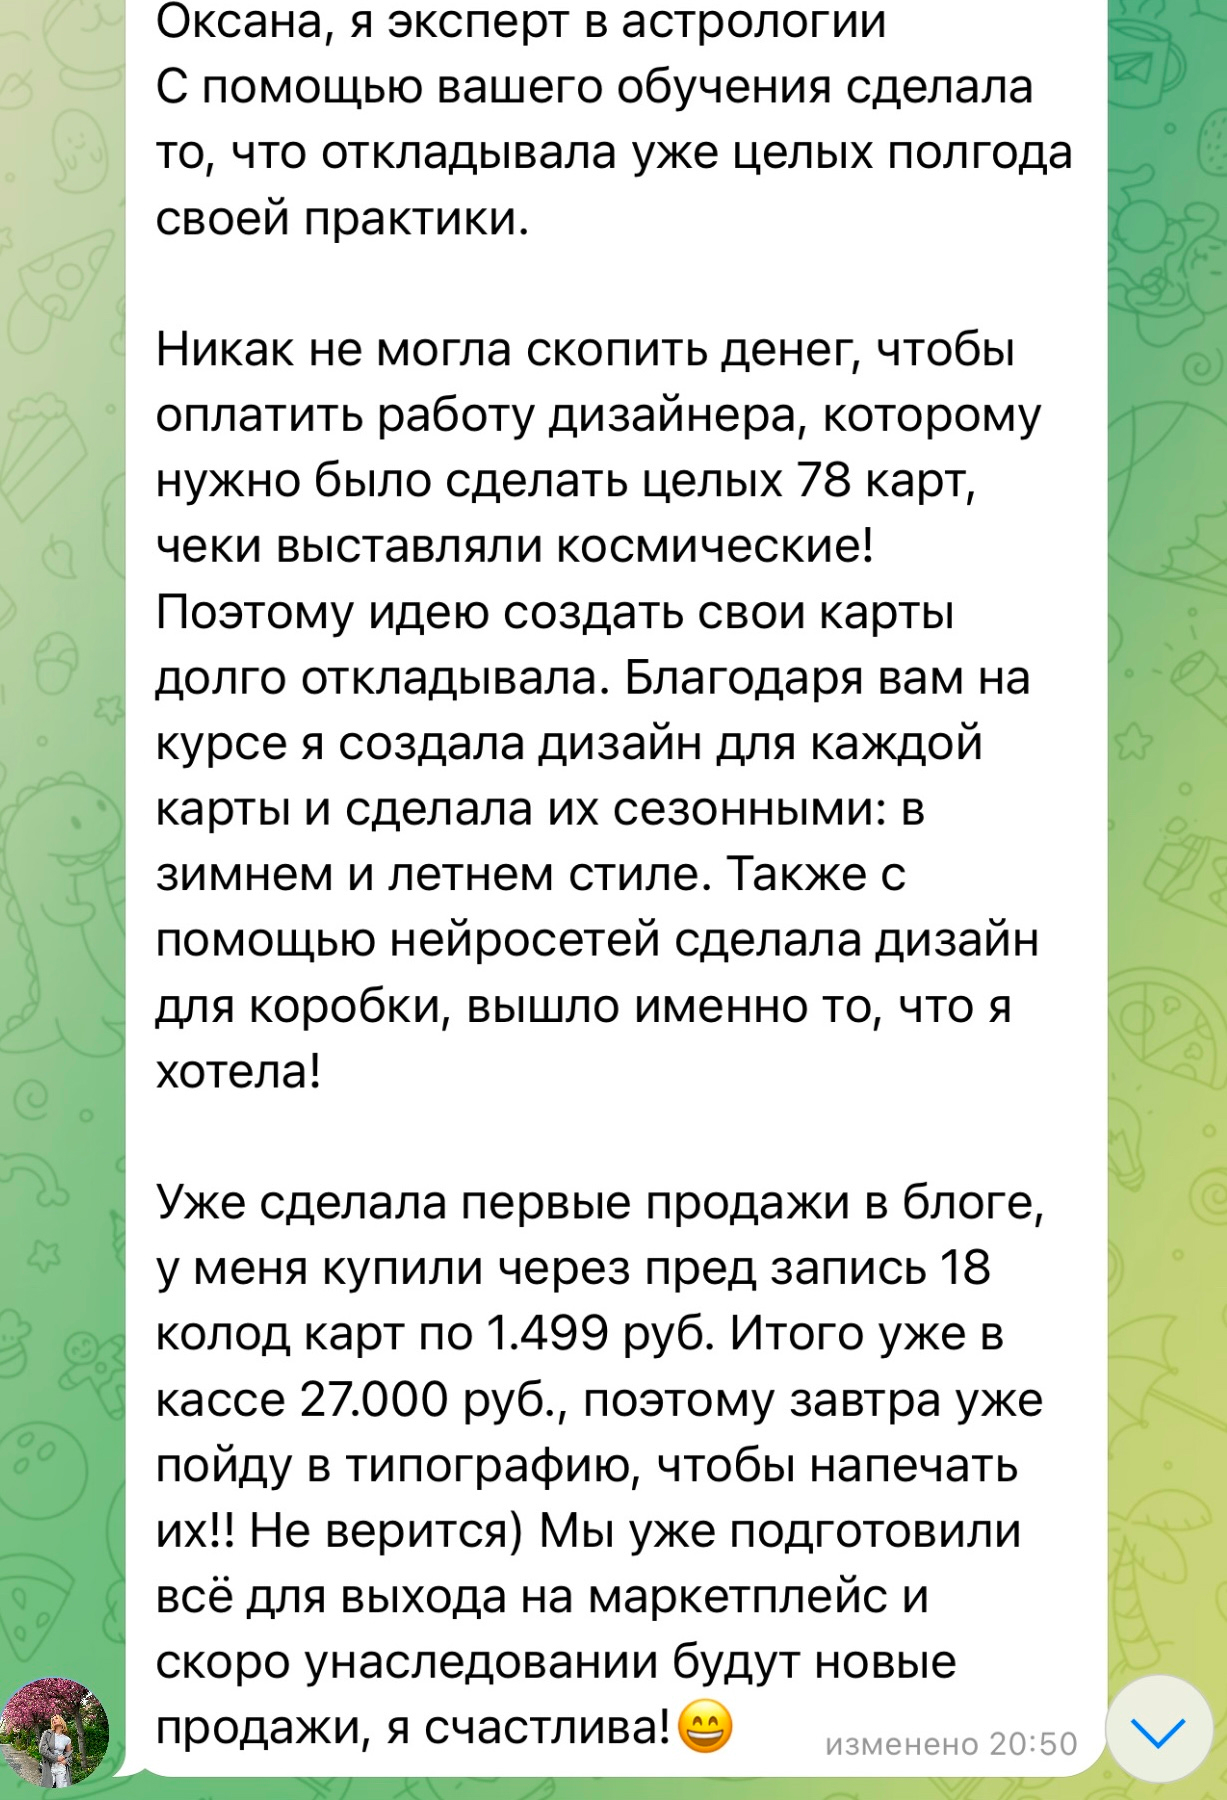 Оксана, я эксперт в астрологии
С помощью вашего обучения сделала
то, что откладывала уже целых полгода
своей практики.
Никак не могла скопить денег, чтобы
оплатить работу дизайнера, которому
нужно было сделать целых 78 карт,
чеки выставляли космические!
Поэтому идею создать свои карты
долго откладывала. Благодаря вам на
курсе я создала дизайн для каждой
карты и сделала их сезонными: в
зимнем и летнем стиле. Также с
помощью нейросетей сделала дизайн
для коробки, вышло именно то, что я
хотела!
Уже сделала первые продажи в блоге,
у меня купили через пред запись 18
колод карт по 1.499 руб. Итого уже в
кассе 27.000 руб., поэтому завтра уже
пойду в типографию, чтобы напечать
их!! Не верится) Мы уже подготовили
всё для выхода на маркетплейс и
скоро унаследовании будут новые
продажи, я счастлива!😄
изменено 20:50